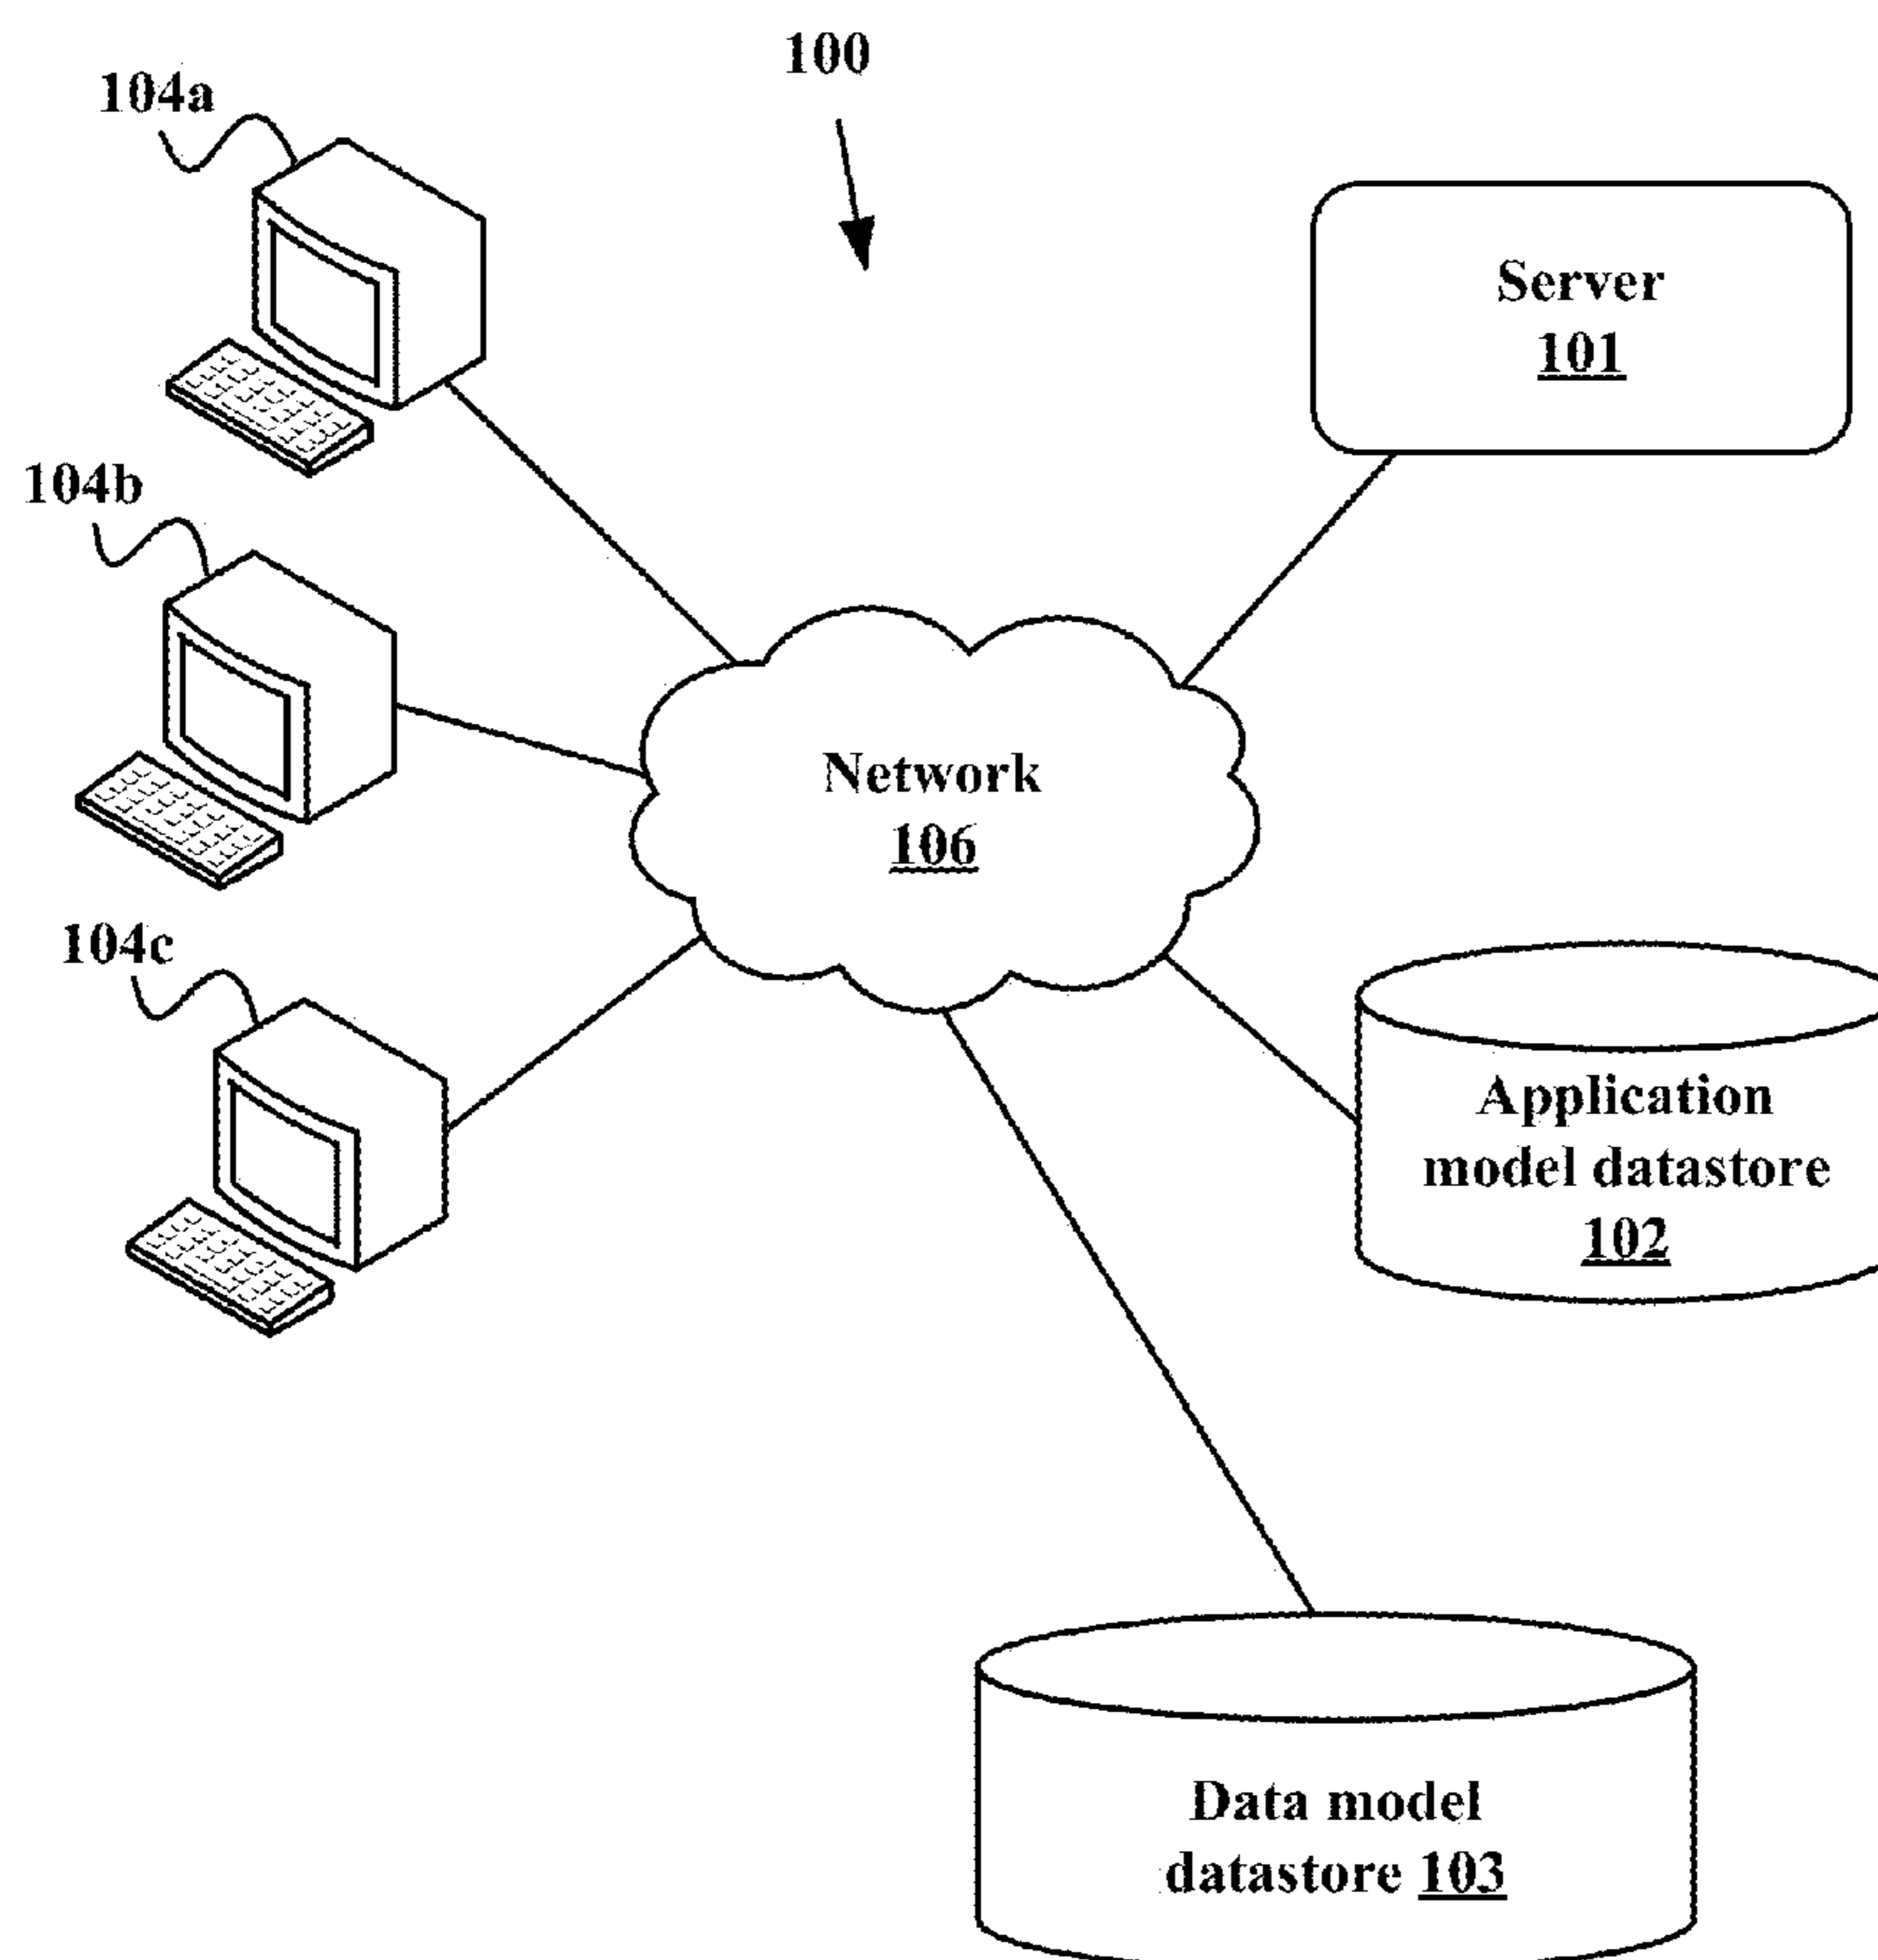 100
104a
Server
101
104b
Network
106
104c
Application
model datastore
102
Data model
datastore 103